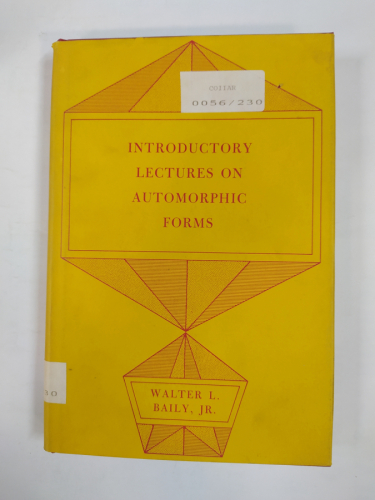 0056/230
INTRODUCTORY
LECTURES ON
AUTOMORPHIC
FORMS
WALTER L.
BAILY, JR.